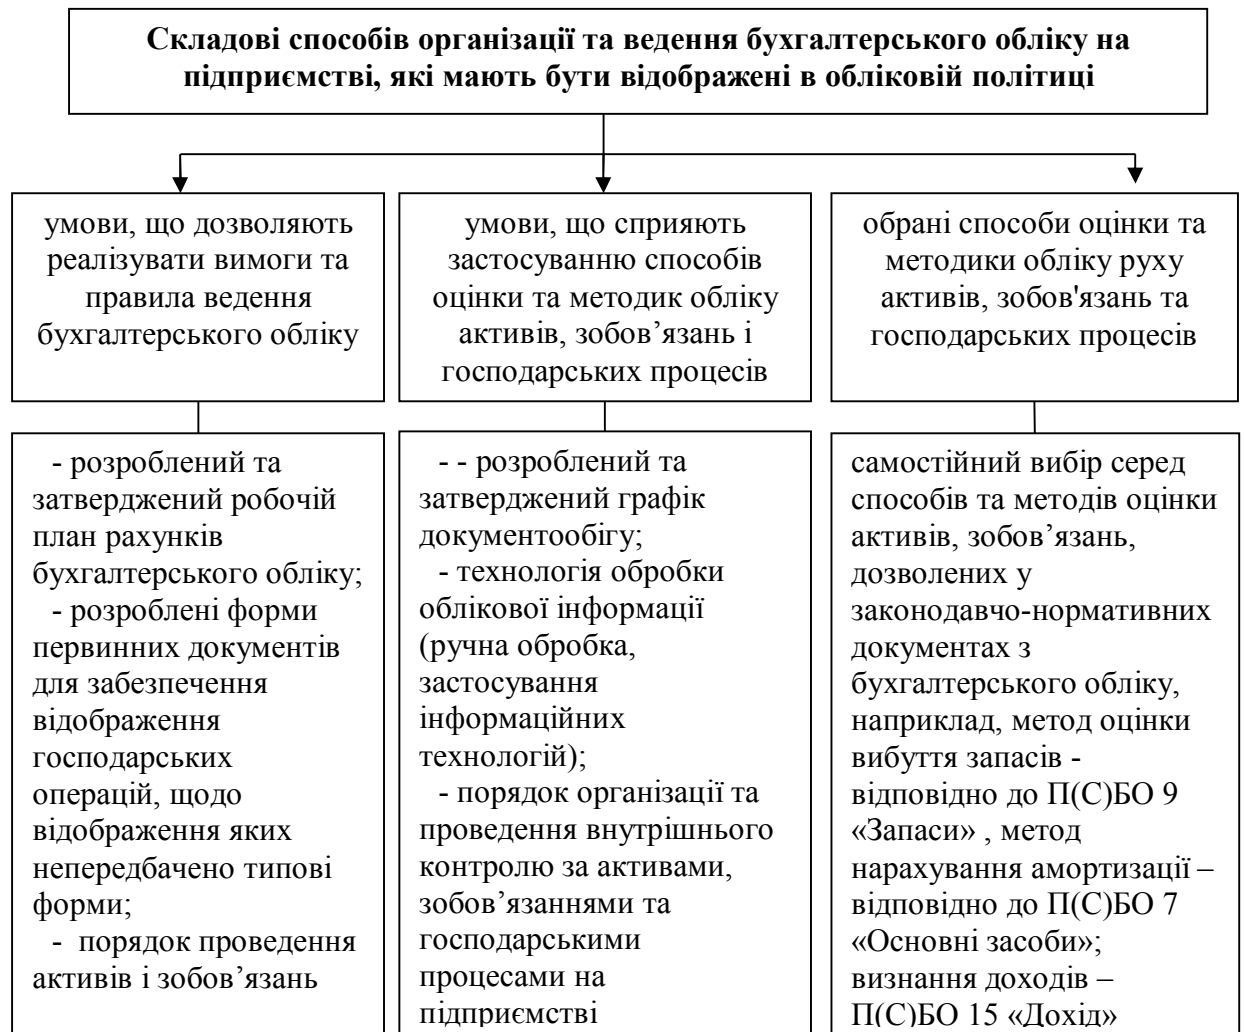 Складові способів організації та ведення бухгалтерського обліку на
підприємстві, які мають бути відображені в обліковій політиці
умови, що дозволяють
реалізувати вимоги та
правила ведення
бухгалтерського обліку
умови, що сприяють
застосуванню способів
оцінки та методик обліку
активів, зобов’язань і
господарських процесів
обрані способи оцінки та
методики обліку руху
активів, зобов'язань та
господарських процесів
- розроблений та
затверджений робочій
план рахунків
бухгалтерського обліку;
- розроблені форми
первинних документів
для забезпечення
відображення
господарських
операцій, щодо
відображення яких
непередбачено типові
форми;
- порядок проведення
активів і зобов’язань
- - розроблений та
затверджений графік
документообігу;
- технологія обробки
облікової інформації
(ручна обробка,
застосування
інформаційних
технологій);
- порядок організації та
проведення внутрішнього
контролю за активами,
зобов’язаннями та
господарськими
процесами на
підприємстві
самостійний вибір серед
способів та методів оцінки
активів, зобов’язань,
дозволених у
законодавчо-нормативних
документах з
бухгалтерського обліку,
наприклад, метод оцінки
вибуття запасів -
відповідно до П(С)БО 9
«Запаси» , метод
нарахування амортизації –
відповідно до П(С)БО 7
«Основні засоби»;
визнання доходів –
П(С)БО 15 «Дохід»